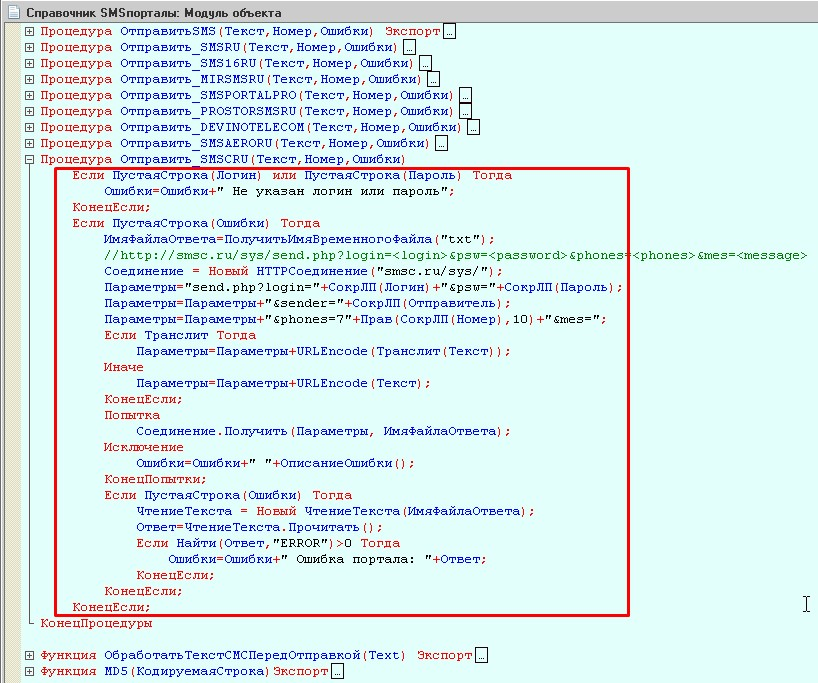 Справочник SMSпорталы: Модуль объекта
Процедура ОтправитьSMS(Текст,Номер,Ошибки) Экспорт...
Процедура Отправить_SMSRU(Текст,Номер,Ошибки)...
Процедура Отправить_SMS16RU(Текст,Номер,Ошибки)...
Процедура Отправить_MIRSMSRU(Текст,Номер,Ошибки)...
Процедура Отправить_SMSPORTALPRO(Текст,Номер,Ошибки)...
Процедура Отправить_PROSTORSMSRU(Текст,Номер,Ошибки)...
Процедура Отправить_DEVINOTELECOM(Текст,Номер,Ошибки)...
Процедура Отправить_SMSAERORU(Текст,Номер,Ошибки)...
Процедура Отправить_SMSCRU(Текст,Номер,Ошибки)
Если ПустаяСтрока(Логин) или ПустаяСтрока(Пароль) Тогда
Ошибки=Ошибки+" Не указан логин или пароль";
КонецЕсли;
Если ПустаяСтрока(Ошибки) Тогда
ИмяФайлаОтвета=ПолучитьИмяВременногоФайла("txt");
//http://smsc.ru/sys/send.php?login=<login>&psw=<password>&phones=<phones>&mes=<message>
Соединение = Новый HTTPСоединение("smsc.ru/sys/");
Параметры="send.php?login="+СокрЛП(Логин)+"&psw="+СокрЛП(Пароль);
Параметры=Параметры+"&sender="+СокрЛП(Отправитель);
Параметры=Параметры+"&phones=7"+Прав(СокрЛП(Номер),10)+"&mes=";
Если Транслит Тогда
Параметры=Параметры+URLEncode(Транслит(Текст));
Иначе
Параметры=Параметры+URLEncode(Текст);
КонецЕсли;
Попытка
Соединение.Получить(Параметры, ИмяФайлаОтвета);
Исключение
Ошибки=Ошибки+" "+ОписаниеОшибки();
КонецПопытки;
Если ПустаяСтрока(Ошибки) Тогда
ЧтениеТекста = Новый ЧтениеТекста(ИмяФайлаОтвета);
Ответ=ЧтениеТекста.Прочитать();
Если Найти(Ответ,"ERROR")>0 Тогда
Ошибки=Ошибки+" Ошибка портала: "+Ответ;
КонецЕсли;
КонецЕсли;
КонецЕсли;
КонецПроцедуры
Функция ОбработатьТекстСМСПередОтправкой(Text) Экспорт...
Функция MD5(КодируемаяСтрока)Экспорт...